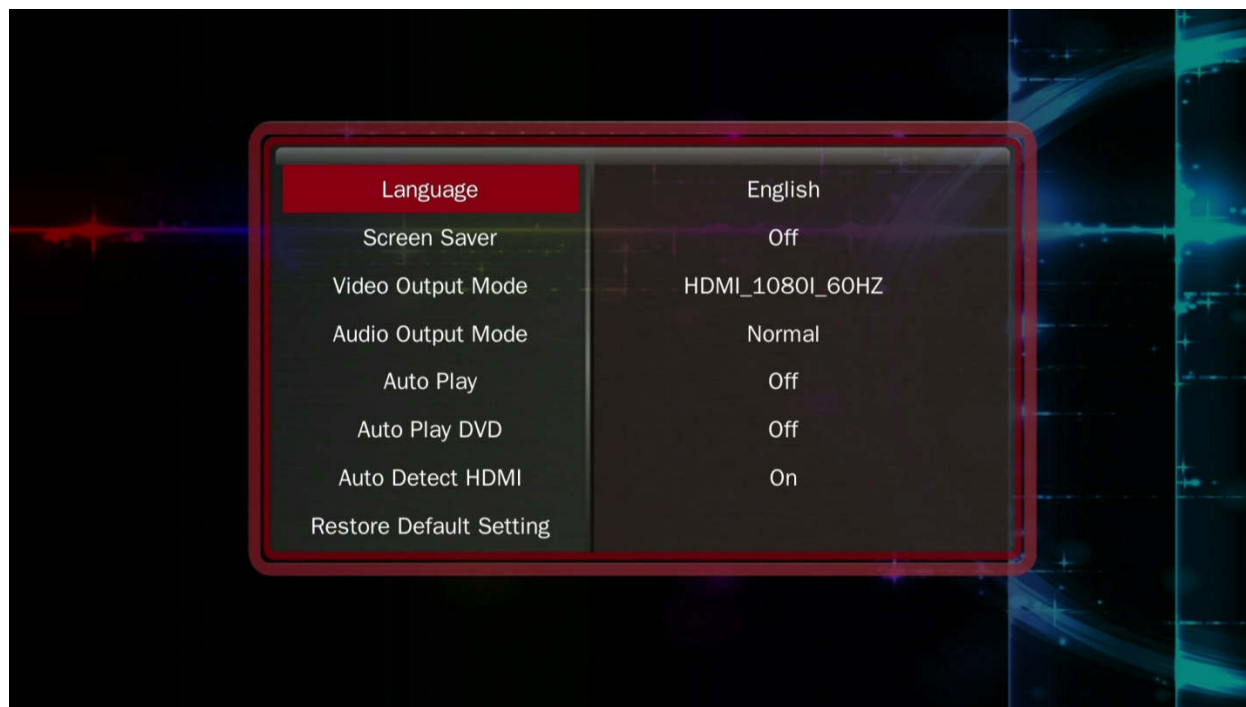 Language English
Screen Saver Off
Video Output Mode HDMI_1080I_60HZ
Audio Output Mode Normal
Auto Play Off
Auto Play DVD Off
Auto Detect HDMI On
Restore Default Setting